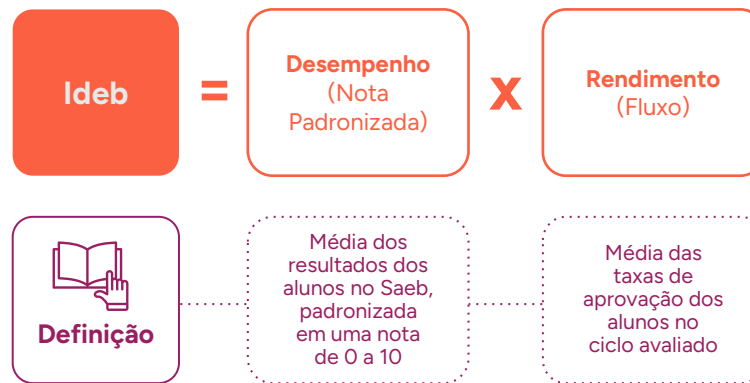 Ideb
=
Desempenho
(Nota
Padronizada)
x
Rendimento
(Fluxo)
Definição
Média dos
resultados dos
alunos no Saeb,
padronizada
em uma nota
de 0 a 10
Média das
taxas de
aprovação dos
alunos no
ciclo avaliado